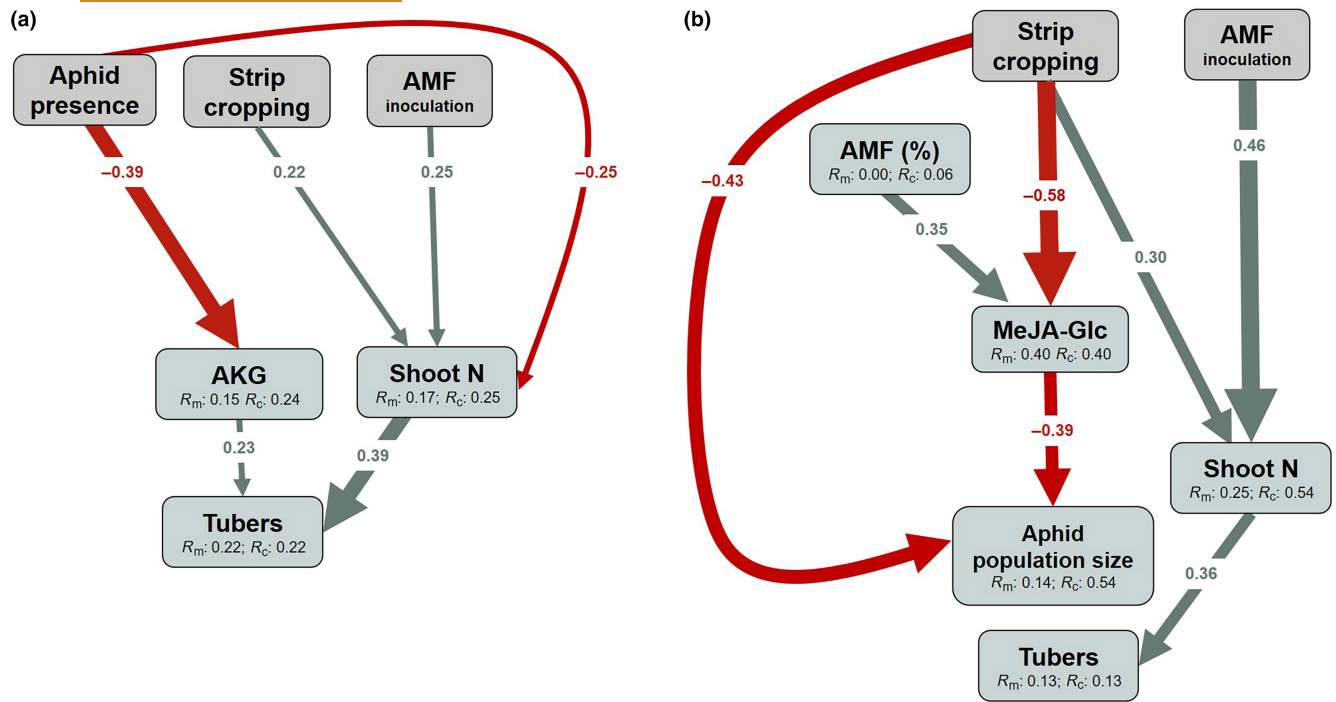 (a)
Aphid
presence
Strip
cropping
AMF
inoculation
–0.39
0.22
0.25
–0.25
AKG
Rm: 0.15 Rc: 0.24
Shoot N
Rm: 0.17; Rc: 0.25
0.23
0.39
Tubers
Rm: 0.22; Rc: 0.22
(b)
Strip
cropping
AMF
inoculation
AMF (%)
Rm: 0.00; Rc: 0.06
–0.43
–0.58
0.46
0.35
0.30
MeJA-Glc
Rm: 0.40 Rc: 0.40
–0.39
Shoot N
Rm: 0.25; Rc: 0.54
Aphid
population size
Rm: 0.14; Rc: 0.54
0.36
Tubers
Rm: 0.13; Rc: 0.13